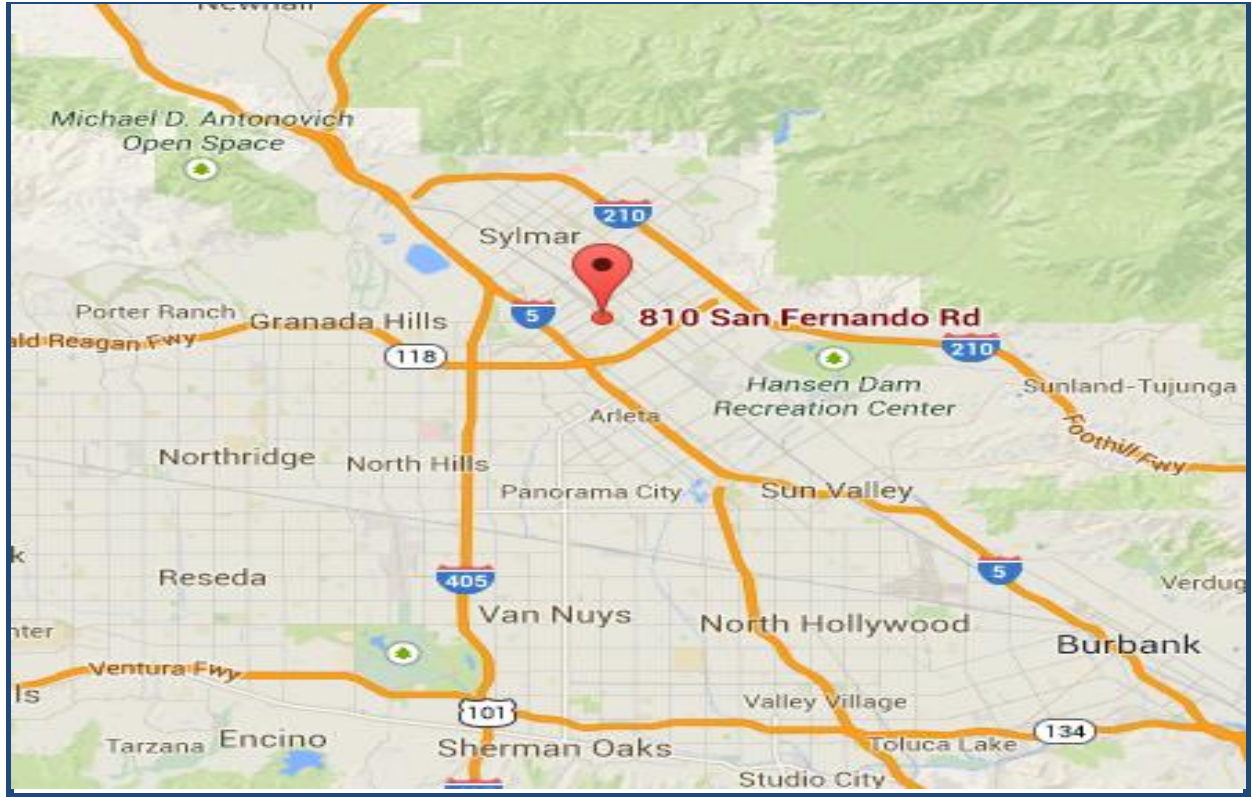 Newhall
Michael D. Antonovich
Open Space
210
Sylmar
Porter Ranch
Granada Hills
5
810 San Fernando Rd
ald Reagan Fwy
118
210
Hansen Dam
Recreation Center
Sunland-Tujunga
Arleta
Foothill Fwy
Northridge
North Hills
Panorama City
Sun Valley
k
405
5
Reseda
Verdug
Van Nuys
North Hollywood
nter
Burbank
Ventura Fwy
ls
101
Valley Village
134
Tarzana
Encino
Sherman Oaks
Toluca Lake
Studio City